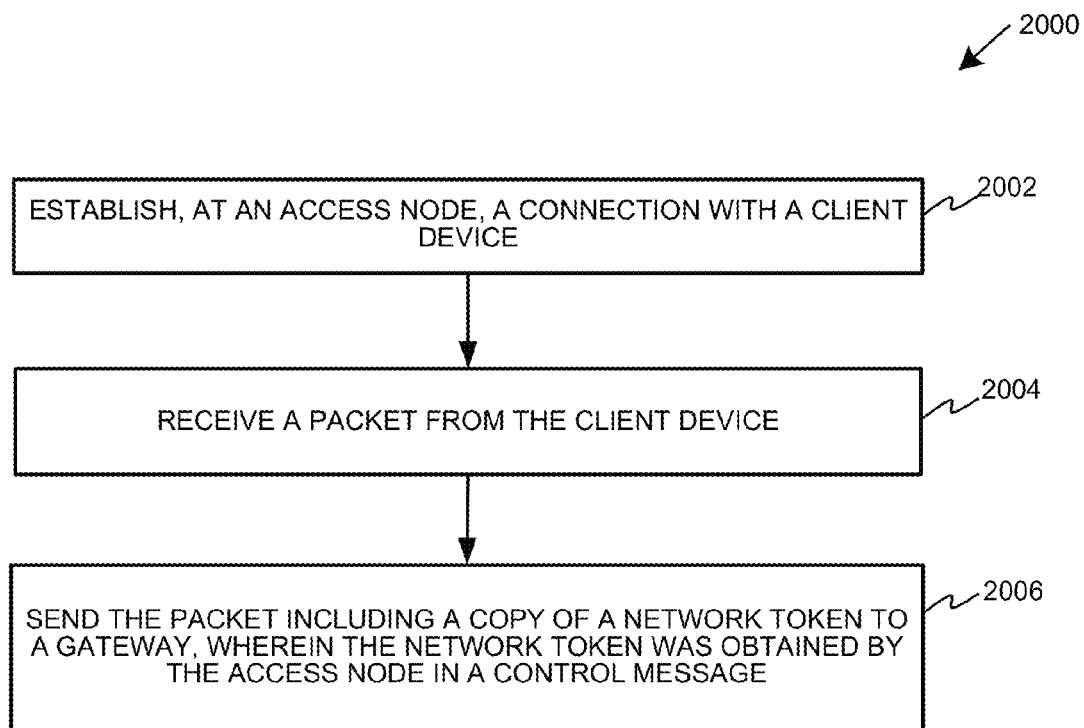 2000
2002
ESTABLISH, AT AN ACCESS NODE, A CONNECTION WITH A CLIENT
DEVICE
2004
RECEIVE A PACKET FROM THE CLIENT DEVICE
2006
SEND THE PACKET INCLUDING A COPY OF A NETWORK TOKEN TO
A GATEWAY, WHEREIN THE NETWORK TOKEN WAS OBTAINED BY
THE ACCESS NODE IN A CONTROL MESSAGE